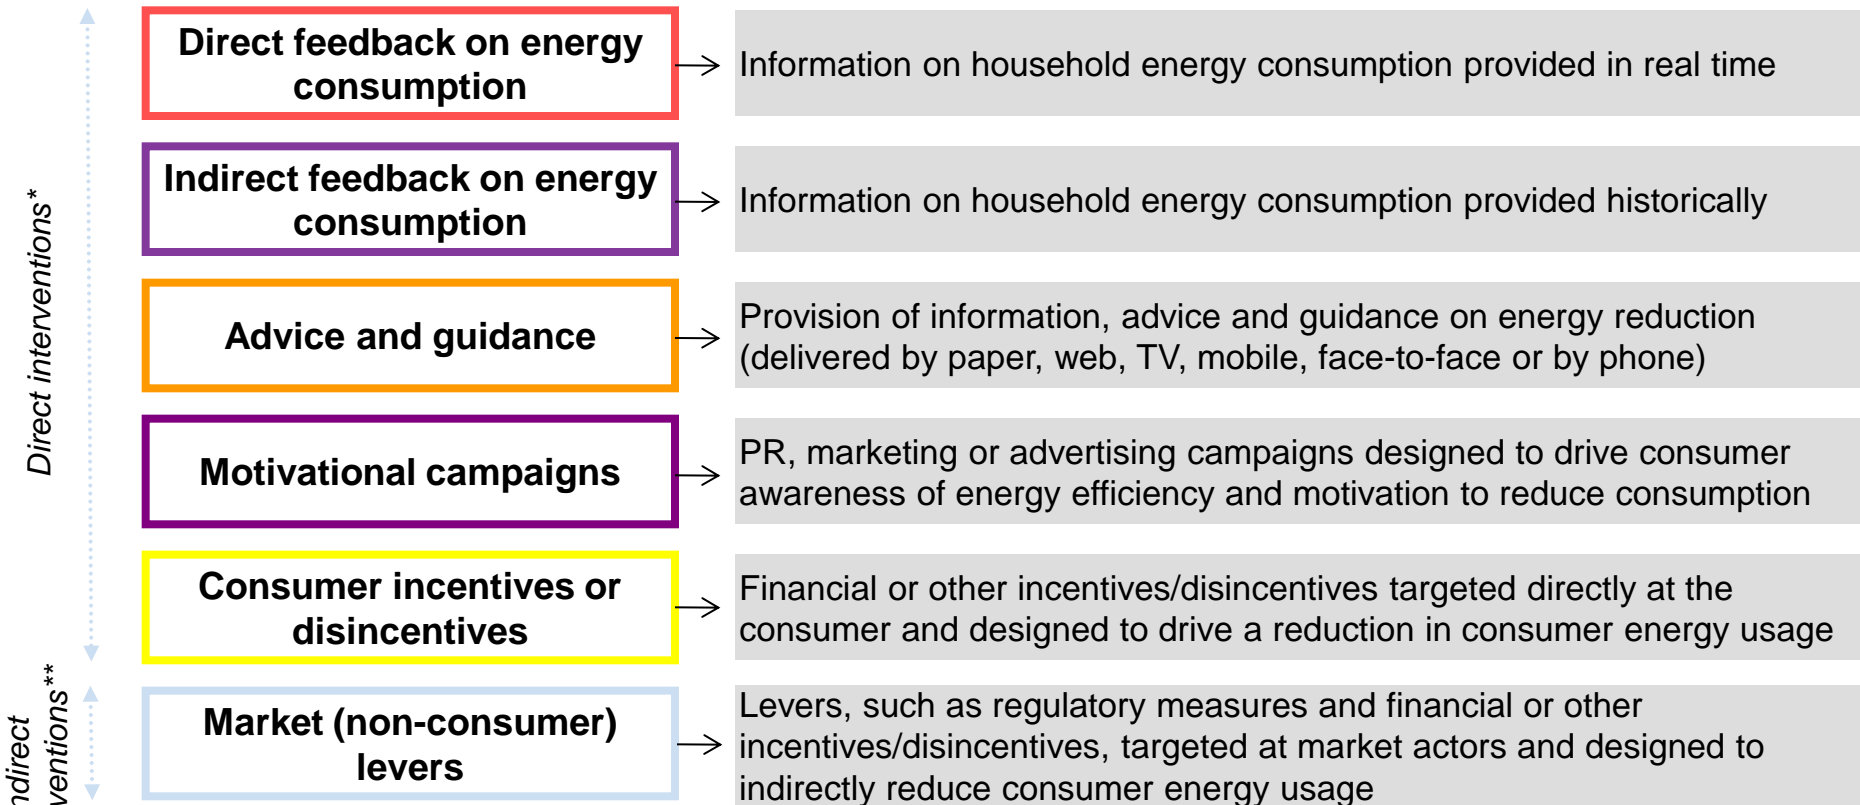 Direct interventions*
Direct feedback on energy
consumption
Information on household energy consumption provided in real time
Indirect feedback on energy
consumption
Information on household energy consumption provided historically
Advice and guidance
Provision of information, advice and guidance on energy reduction
(delivered by paper, web, TV, mobile, face-to-face or by phone)
Motivational campaigns
PR, marketing or advertising campaigns designed to drive consumer
awareness of energy efficiency and motivation to reduce consumption
Consumer incentives or
disincentives
Financial or other incentives/disincentives targeted directly at the
consumer and designed to drive a reduction in consumer energy usage
Market (non-consumer)
levers
Levers, such as regulatory measures and financial or other
incentives/disincentives, targeted at market actors and designed to
indirectly reduce consumer energy usage